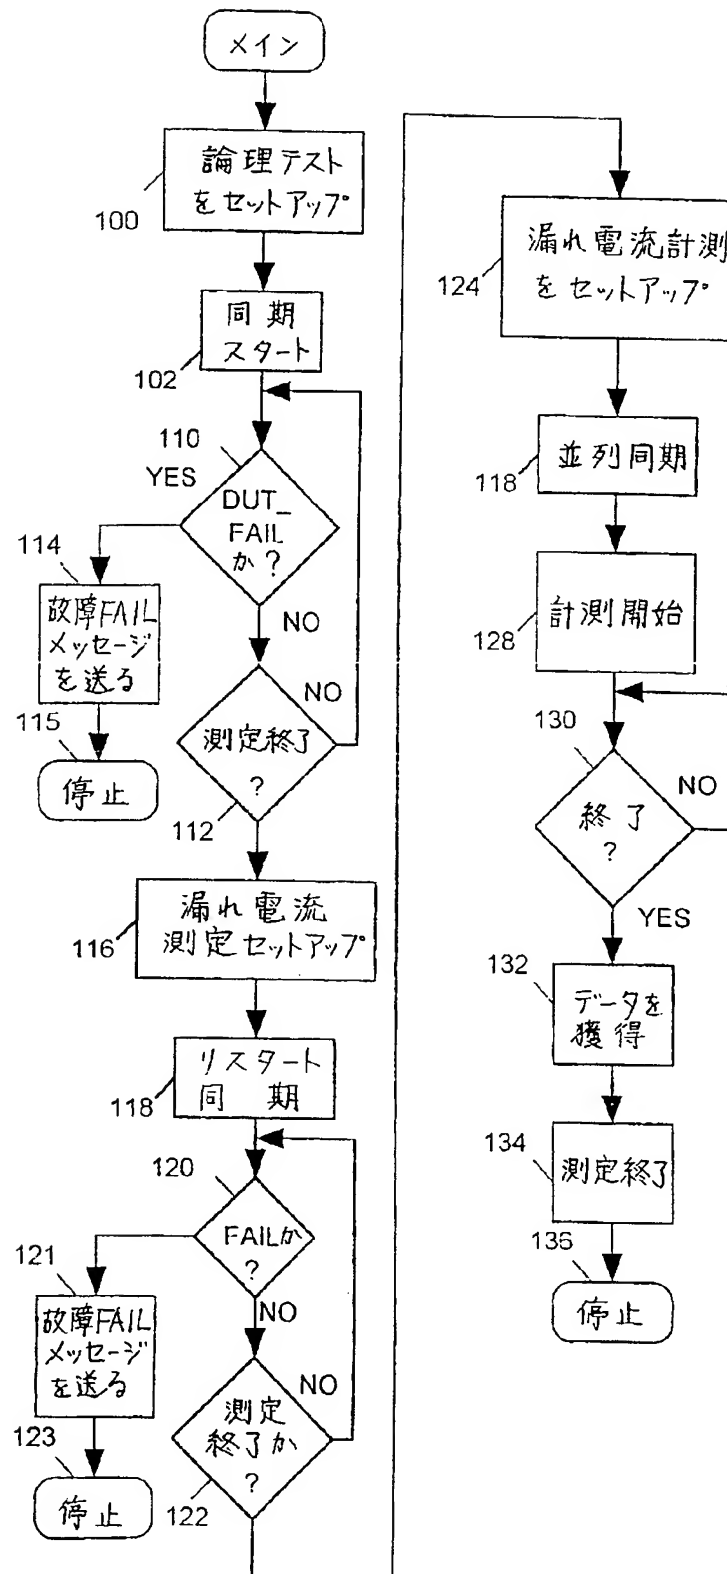 メイン
論理テスト
をセットアップ
100
同期
スタート
102
110
YES
DUT_
FAIL
か?
NO
114
故障FAIL
メッセージ
を送る
115
停止
NO
測定終了
?
112
漏れ電流
測定セットアップ
116
リスタート
同期
118
120
FAILか
?
NO
121
故障FAIL
メッセージ
を送る
123
停止
NO
測定
終了か
?
122
漏れ電流計測
をセットアップ
124
並列同期
118
計測開始
128
130
終了
?
NO
YES
132
データを
獲得
134
測定終了
136
停止